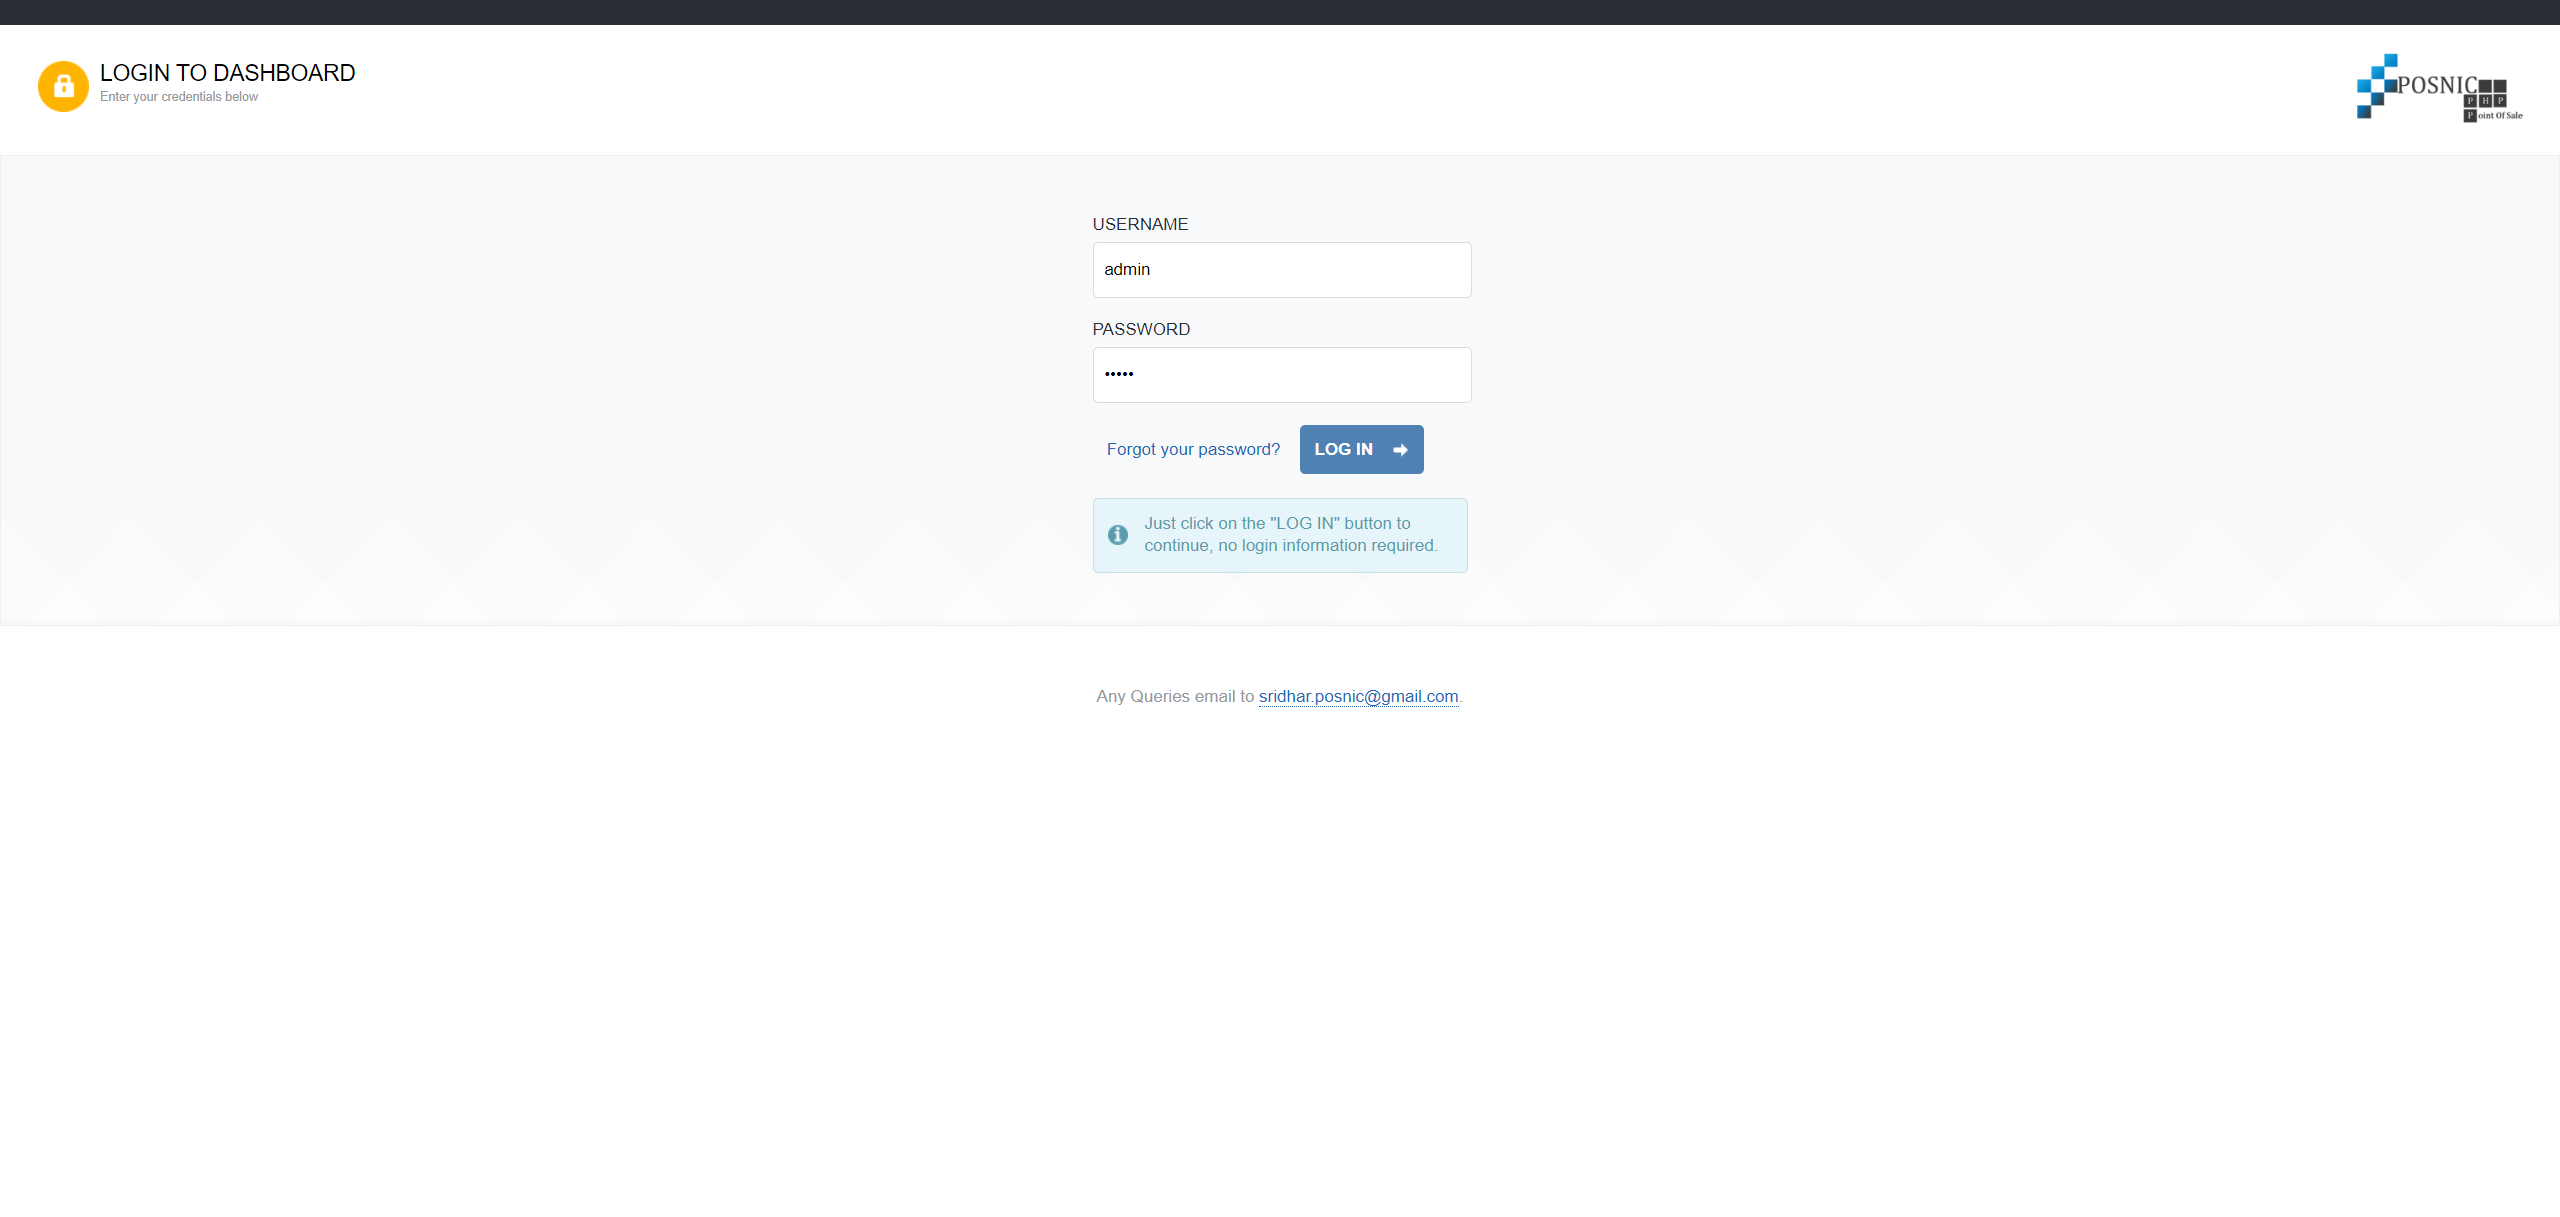 LOGIN TO DASHBOARD
Enter your credentials below
POSNIC
PHP
Point Of Sale
USERNAME
admin
PASSWORD
•••••
Forgot your password?
LOG IN
Just click on the "LOG IN" button to
continue, no login information required.
Any Queries email to sridhar.posnic@gmail.com.